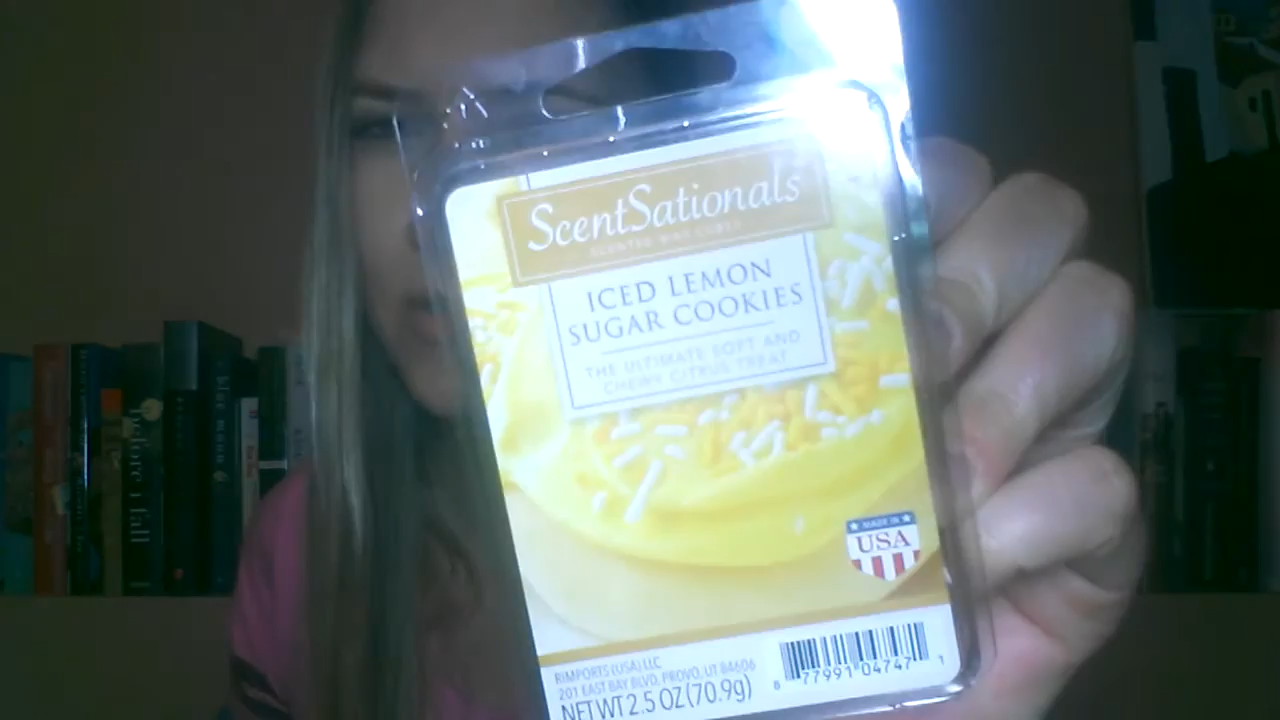 ScentSationals
SCENTED WAX CUBES
ICED LEMON
SUGAR COOKIES
THE ULTIMATE SOFT AND
CHEWY CITRUS TREAT
MADE IN
USA
RIMPORTS (USA) LLC
201 EAST BAY BLVD, PROVO, UT 84606
NET WT 2.5 OZ (70.9g)
8 77991 04747 1
before i fall